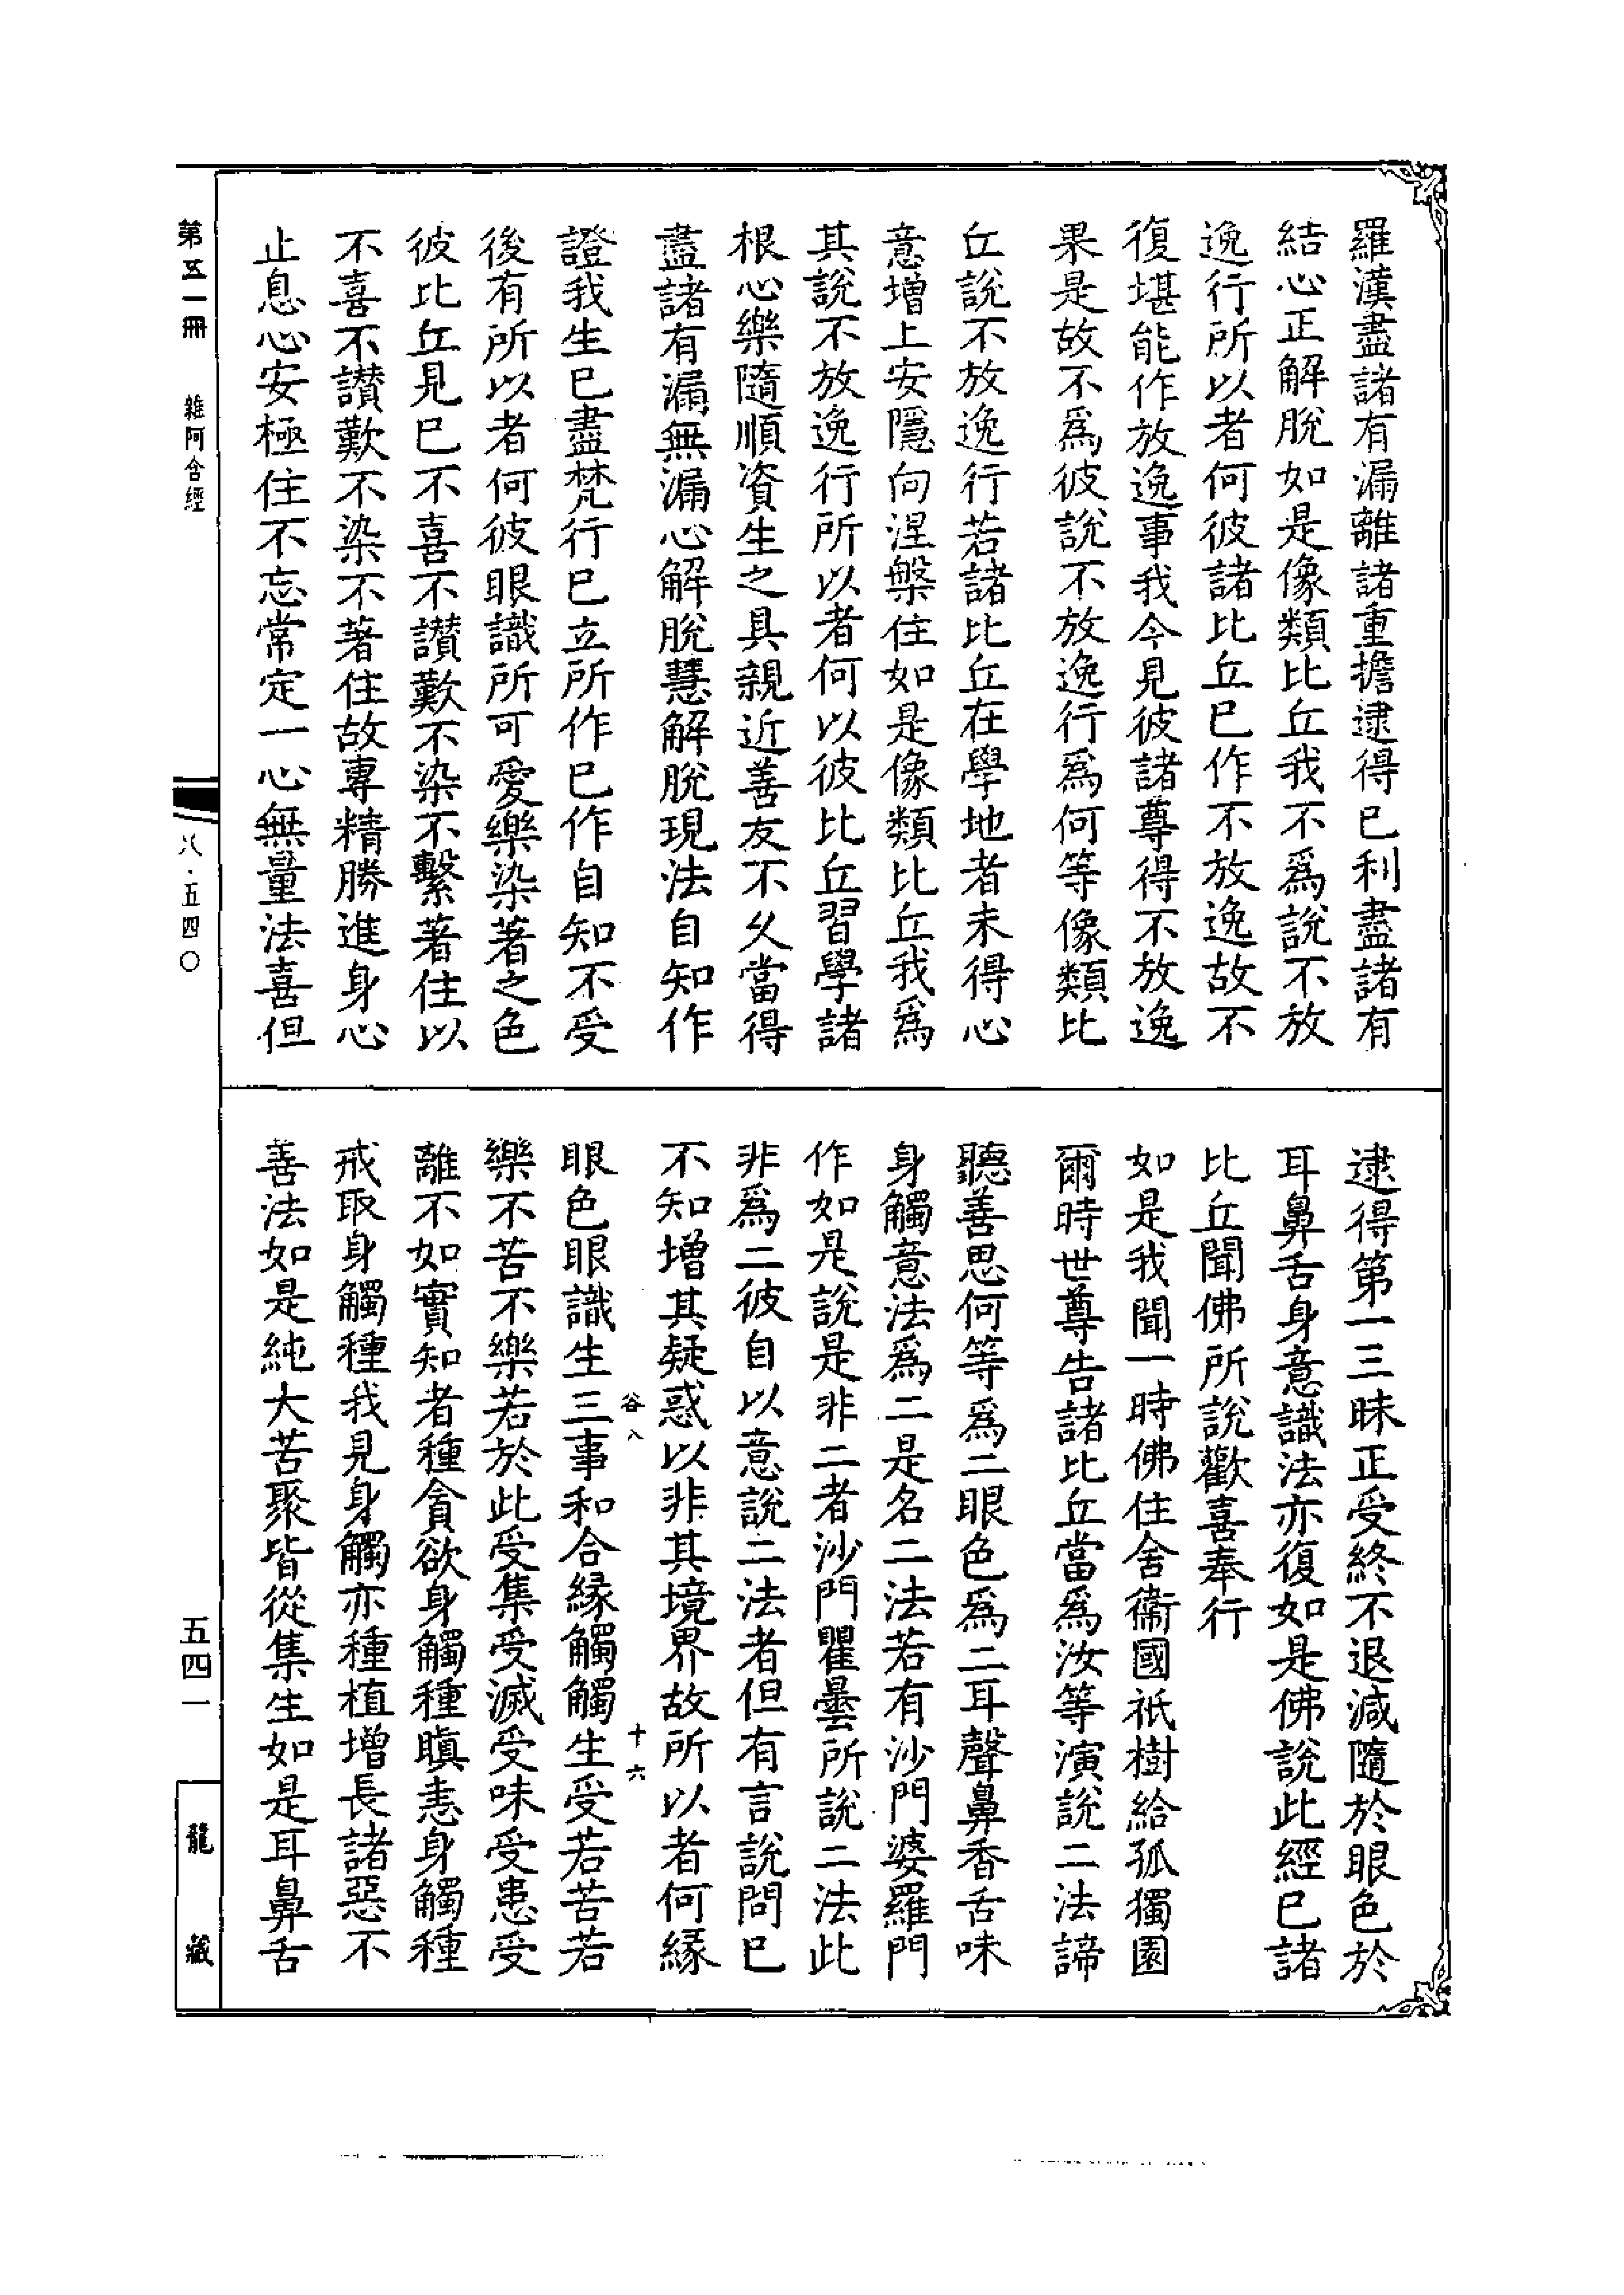 羅漢盡諸有漏離諸重擔逮得已利盡諸有
結心正解脫如是像類比丘我不爲說不放
逸行所以者何彼諸比丘已作不放逸故不
復堪能作放逸事我今見彼諸尊得不放逸
果是故不爲彼說不放逸行爲何等像類比
丘說不放逸行若諸比丘在學地者未得心
意增上安隱向涅槃住如是像類比丘我爲
其說不放逸行所以者何以彼比丘習學諸
根心樂隨順資生之具親近善友不久當得
盡諸有漏無漏心解脫慧解脫現法自知作
證我生已盡梵行已立所作已作自知不受
後有所以者何彼眼識所可愛樂染著之色
彼比丘見已不喜不讚歎不染不繫著住以
不喜不讚歎不染不著住故專精勝進身心
止息心安極住不忘常定一心無量法喜但
逮得第一三昧正受終不退減隨於眼色於
耳鼻舌身意識法亦復如是佛說此經已諸
比丘聞佛所說歡喜奉行
如是我聞一時佛住舍衞國祇樹給孤獨園
爾時世尊告諸比丘當爲汝等演說二法諦
聽善思何等爲二眼色爲二耳聲鼻香舌味
身觸意法爲二是名二法若有沙門婆羅門
作如是說是非二者沙門瞿曇所說二法此
非爲二彼自以意說二法者但有言說問已
不知增其疑惑以非其境界故所以者何緣
谷八
十六
眼色眼識生三事和合緣觸觸生受若苦若
樂不苦不樂若於此受集受滅受味受患受
離不如實知者種貪欲身觸種瞋恚身觸種
戒取身觸種我見身觸亦種植增長諸惡不
善法如是純大苦聚皆從集生如是耳鼻舌
第五一冊
雜阿含經
八·五四〇
五四一
龍藏